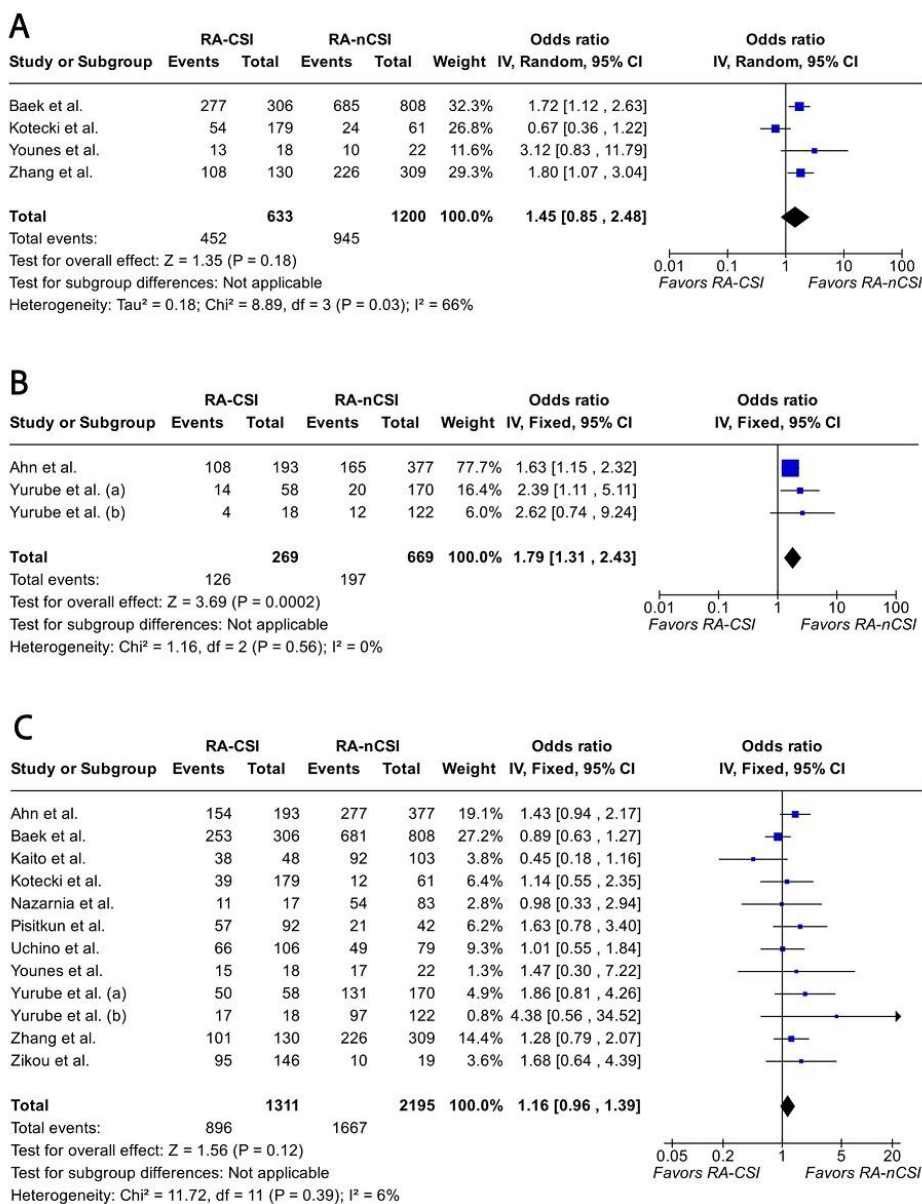 A
RA-CSI RA-nCSI Odds ratio Odds ratio
Study or Subgroup Events Total Events Total Weight IV, Random, 95% CI IV, Random, 95% CI
Baek et al. 277 306 685 808 32.3% 1.72 [1.12 , 2.63]
Kotecki et al. 54 179 24 61 26.8% 0.67 [0.36 , 1.22]
Younes et al. 13 18 10 22 11.6% 3.12 [0.83 , 11.79]
Zhang et al. 108 130 226 309 29.3% 1.80 [1.07 , 3.04]
Total 633 1200 100.0% 1.45 [0.85 , 2.48]
Total events: 452 945
Test for overall effect: Z = 1.35 (P = 0.18)
Test for subgroup differences: Not applicable
Heterogeneity: Tau² = 0.18; Chi² = 8.89, df = 3 (P = 0.03); I² = 66%
0.01 0.1 1 10 100
Favors RA-CSI Favors RA-nCSI
B
RA-CSI RA-nCSI Odds ratio Odds ratio
Study or Subgroup Events Total Events Total Weight IV, Fixed, 95% CI IV, Fixed, 95% CI
Ahn et al. 108 193 165 377 77.7% 1.63 [1.15 , 2.32]
Yurube et al. (a) 14 58 20 170 16.4% 2.39 [1.11 , 5.11]
Yurube et al. (b) 4 18 12 122 6.0% 2.62 [0.74 , 9.24]
Total 269 669 100.0% 1.79 [1.31 , 2.43]
Total events: 126 197
Test for overall effect: Z = 3.69 (P = 0.0002)
Test for subgroup differences: Not applicable
Heterogeneity: Chi² = 1.16, df = 2 (P = 0.56); I² = 0%
0.01 0.1 1 10 100
Favors RA-CSI Favors RA-nCSI
C
RA-CSI RA-nCSI Odds ratio Odds ratio
Study or Subgroup Events Total Events Total Weight IV, Fixed, 95% CI IV, Fixed, 95% CI
Ahn et al. 154 193 277 377 19.1% 1.43 [0.94 , 2.17]
Baek et al. 253 306 681 808 27.2% 0.89 [0.63 , 1.27]
Kaito et al. 38 48 92 103 3.8% 0.45 [0.18 , 1.16]
Kotecki et al. 39 179 12 61 6.4% 1.14 [0.55 , 2.35]
Nazarnia et al. 11 17 54 83 2.8% 0.98 [0.33 , 2.94]
Pisitkun et al. 57 92 21 42 6.2% 1.63 [0.78 , 3.40]
Uchino et al. 66 106 49 79 9.3% 1.01 [0.55 , 1.84]
Younes et al. 15 18 17 22 1.3% 1.47 [0.30 , 7.22]
Yurube et al. (a) 50 58 131 170 4.9% 1.86 [0.81 , 4.26]
Yurube et al. (b) 17 18 97 122 0.8% 4.38 [0.56 , 34.52]
Zhang et al. 101 130 226 309 14.4% 1.28 [0.79 , 2.07]
Zikou et al. 95 146 10 19 3.6% 1.68 [0.64 , 4.39]
Total 1311 2195 100.0% 1.16 [0.96 , 1.39]
Total events: 896 1667
Test for overall effect: Z = 1.56 (P = 0.12)
Test for subgroup differences: Not applicable
Heterogeneity: Chi² = 11.72, df = 11 (P = 0.39); I² = 6%
0.05 0.2 1 5 20
Favors RA-CSI Favors RA-nCSI